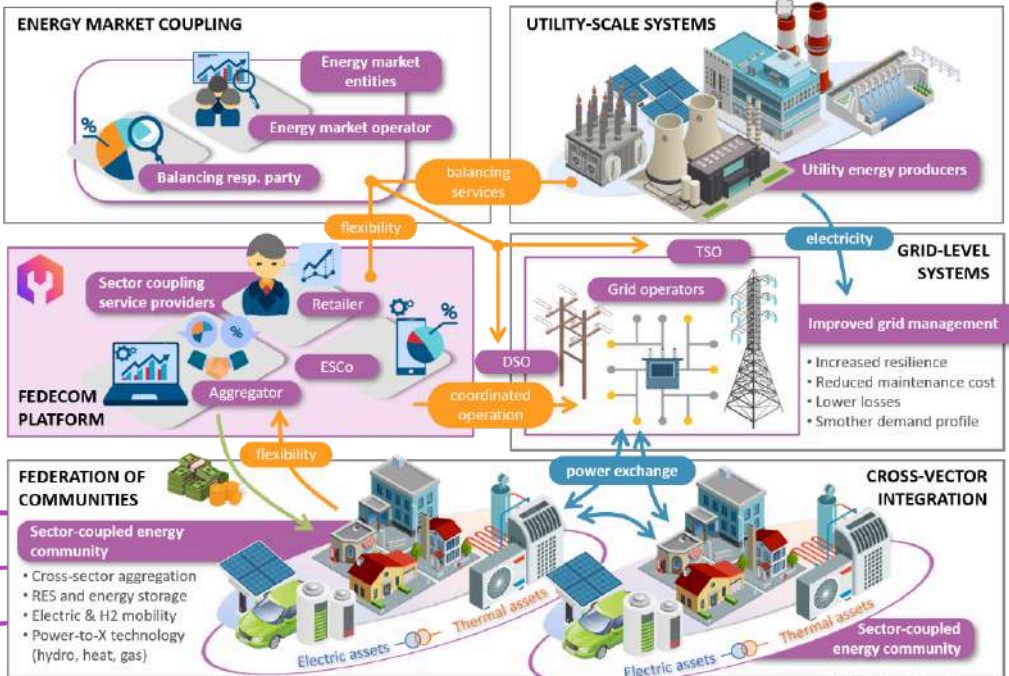 ENERGY MARKET COUPLING
Energy market
entities
Energy market operator
%
Balancing resp. party
UTILITY-SCALE SYSTEMS
Utility energy producers
balancing
services
flexibility
electricity
FEDECOM
PLATFORM
Sector coupling
service providers
Retailer
%
%
ESCo
Aggregator
DSO
coordinated
operation
TSO
Grid operators
GRID-LEVEL
SYSTEMS
Improved grid management
• Increased resilience
• Reduced maintenance cost
• Lower losses
• Smother demand profile
FEDERATION OF
COMMUNITIES
flexibility
power exchange
CROSS-VECTOR
INTEGRATION
Sector-coupled energy
community
• Cross-sector aggregation
• RES and energy storage
• Electric & H2 mobility
• Power-to-X technology
(hydro, heat, gas)
Electric assets
Thermal assets
Electric assets
Thermal assets
Sector-coupled
energy community